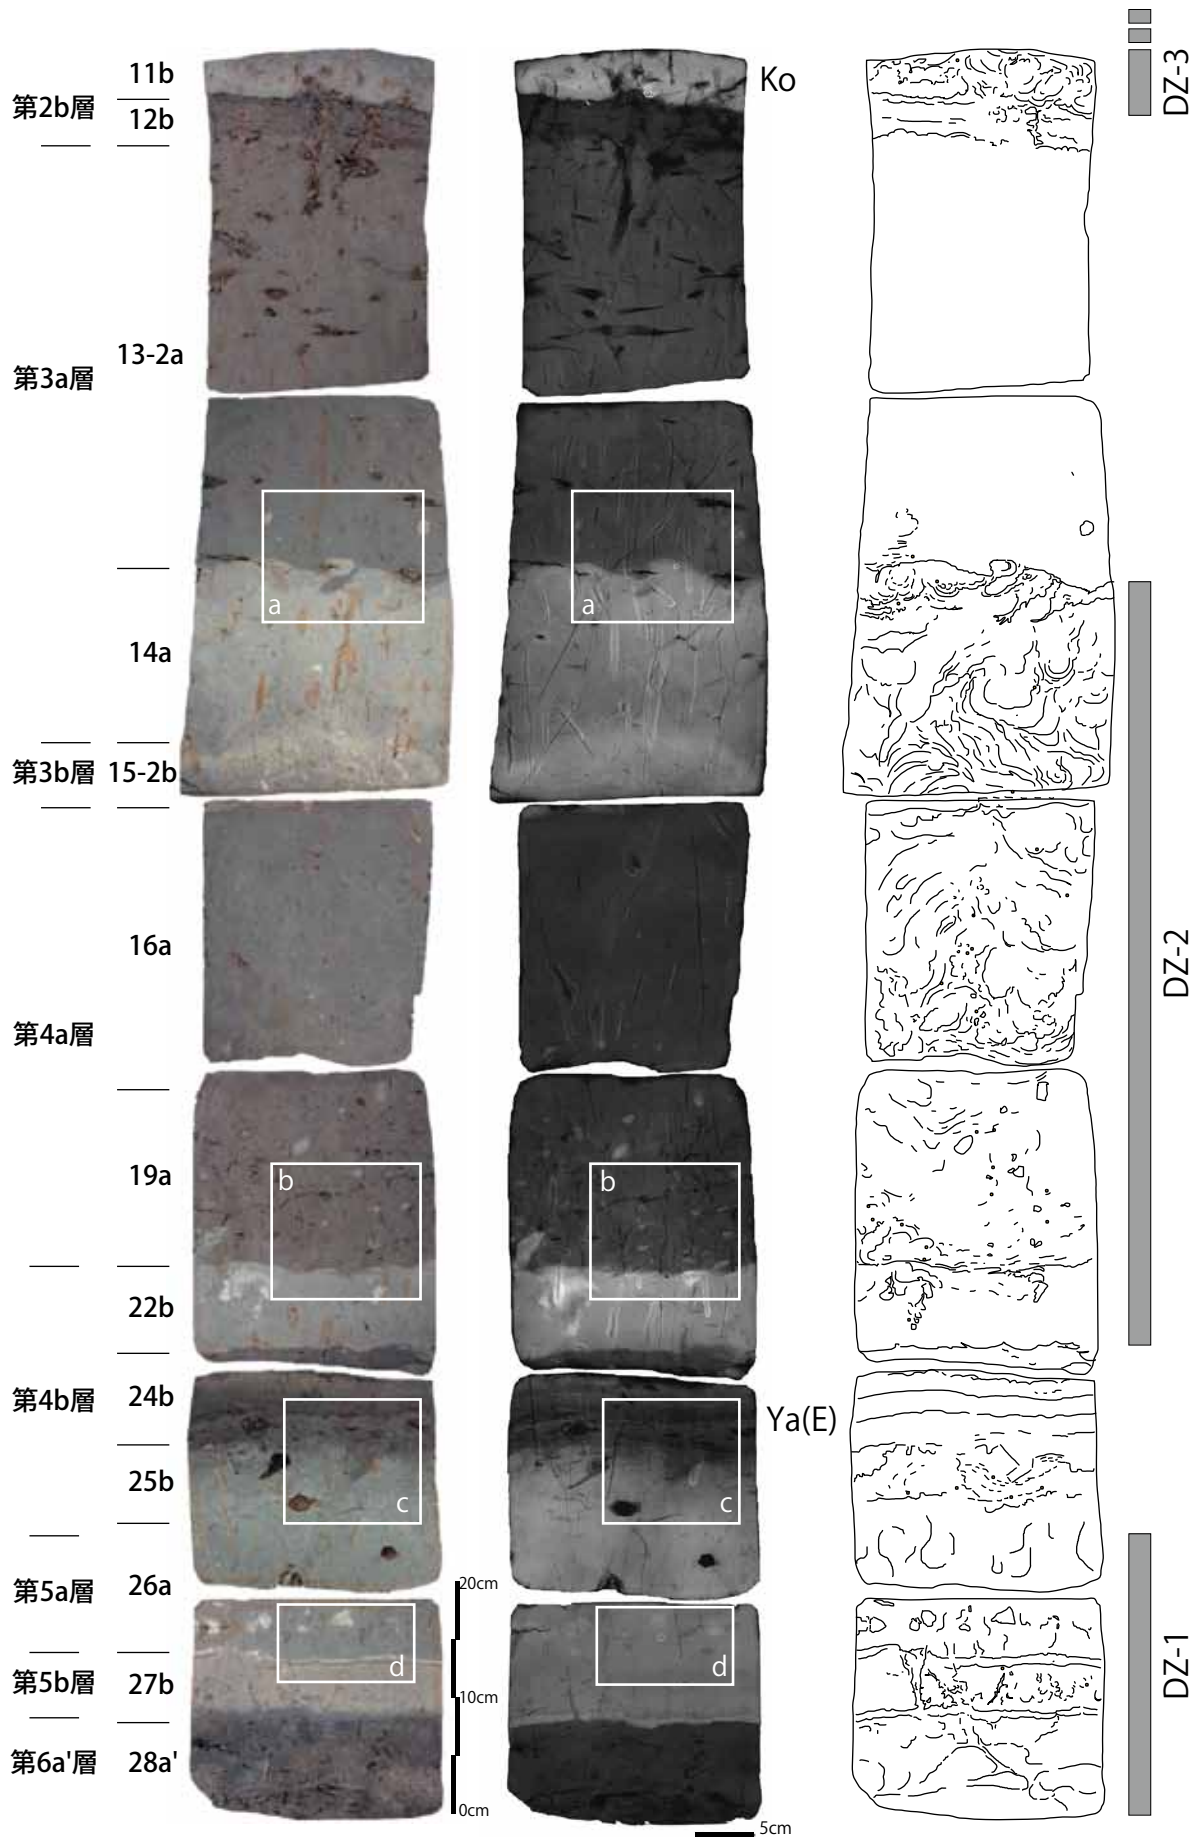 11b
第2b層
12b
Ko
DZ-3
13-2a
第3a層
a
a
14a
第3b層
15-2b
16a
DZ-2
第4a層
19a
b
b
22b
第4b層
24b
Ya(E)
25b
c
c
26a
第5a層
20cm
d
d
第5b層
27b
10cm
DZ-1
第6a'層
28a'
0cm
5cm